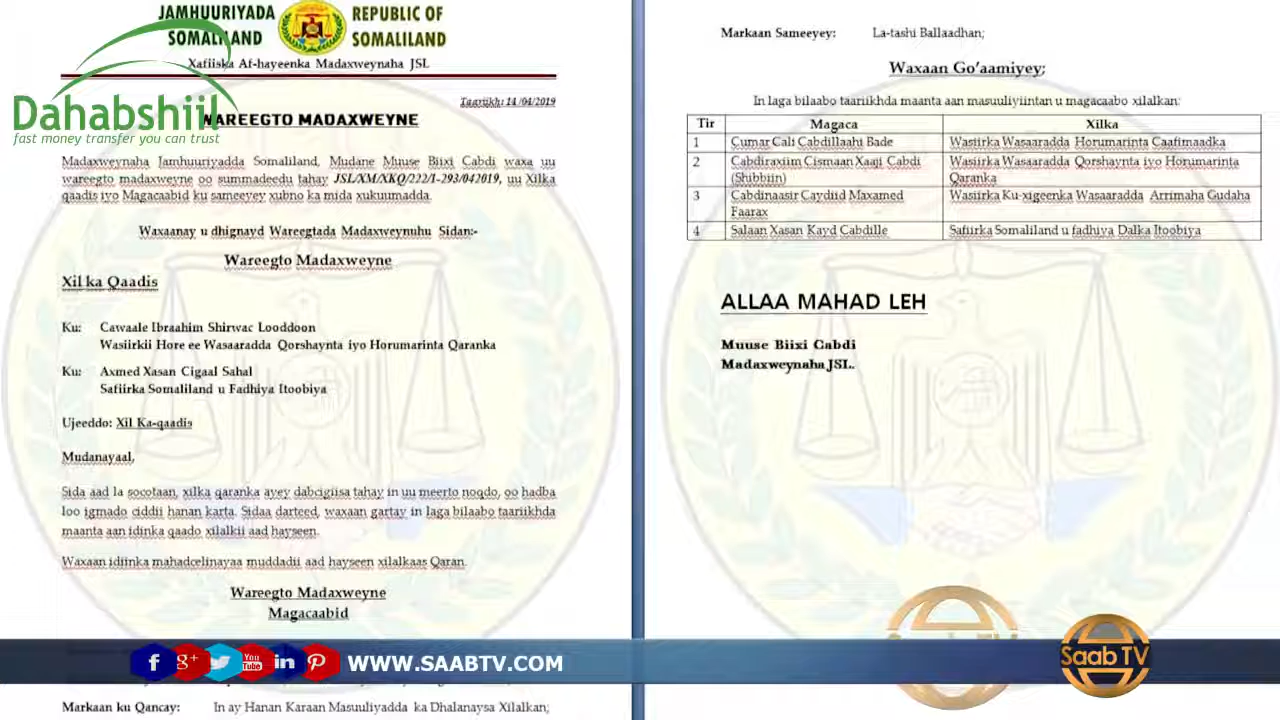 JAMHUURIYADA
SOMALILAND
REPUBLIC OF
SOMALILAND
Xafiiska Af-hayeenka Madaxweynaha JSL
Dahabshiil
fast money transfer you can trust
Taariikh: 14/04/2019
WAREEGTO MADAXWEYNE
Madaxweynaha Jamhuuriyadda Somaliland, Mudane Muuse Biixi Cabdi waxa uu
wareegto madaxweyne oo summadeedu tahay JSL/XM/XKQ/222/1-293/042019, uu Xilka
qaadis iyo Magacaabid ku sameeyey xubno ka mida xukuumadda.
Waxaanay u dhignayd Wareegtada Madaxweynuhu Sidan:-
Wareegto Madaxweyne
Xil ka Qaadis
Ku: Cawaale Ibraahim Shirwac Looddoon
Wasiirkii Hore ee Wasaaradda Qorshaynta iyo Horumarinta Qaranka
Ku: Axmed Xasan Cigaal Sahal
Safiirka Somaliland u Fadhiya Itoobiya
Ujeeddo: Xil Ka-qaadis
Mudanayaal,
Sida aad la socotaan, xilka qaranka ayey dabcigiisa tahay in uu meerto noqdo, oo hadba
loo igmado ciddii hanan karta. Sidaa darteed, waxaan gartay in laga bilaabo taariikhda
maanta aan idinka qaado xilalkii aad hayseen.
Waxaan idiinka mahadcelinayaa muddadii aad hayseen xilalkaas Qaran.
Wareegto Madaxweyne
Magacaabid
Markaan ku Qancay: In ay Hanan Karaan Masuuliyadda ka Dhalanaysa Xilalkan;
Markaan Sameeyey: La-tashi Ballaadhan;
Waxaan Go'aamiyey;
In laga bilaabo taariikhda maanta aan masuuliyiintan u magacaabo xilalkan:
Tir Magaca Xilka
1 Cumar Cali Cabdillaahi Bade Wasiirka Wasaaradda Horumarinta Caafimaadka
2 Cabdiraxiim Cismaan Xaaji Cabdi Wasiirka Wasaaradda Qorshaynta iyo Horumarinta
(Shibbiin) Qaranka
3 Cabdinaasir Caydiid Maxamed Wasiirka Ku-xigeenka Wasaaradda Arrimaha Gudaha
Faarax
4 Salaan Xasan Kayd Cabdille Safiirka Somaliland u fadhiya Dalka Itoobiya
ALLAA MAHAD LEH
Muuse Biixi Cabdi
Madaxweynaha JSL.
f g+ You Tube in
WWW.SAABTV.COM
Saab TV